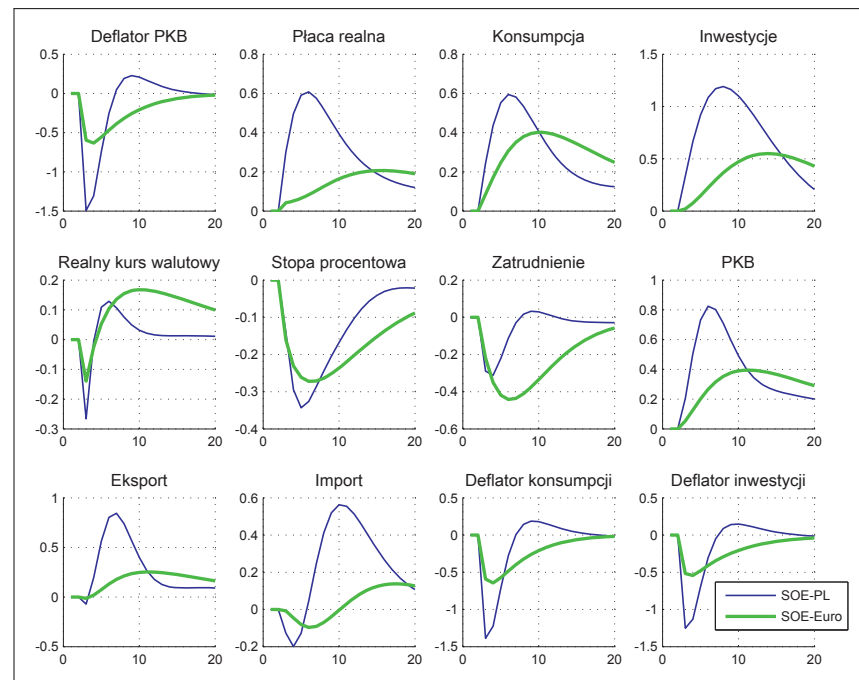 Deflator PKB
0.5
0
-0.5
-1
-1.5
0 10 20
Płaca realna
0.8
0.6
0.4
0.2
0
0 10 20
Konsumpcja
0.8
0.6
0.4
0.2
0
0 10 20
Inwestycje
1.5
1
0.5
0
0 10 20
Realny kurs walutowy
0.2
0.1
0
-0.1
-0.2
-0.3
0 10 20
Stopa procentowa
0
-0.1
-0.2
-0.3
-0.4
0 10 20
Zatrudnienie
0.2
0
-0.2
-0.4
-0.6
0 10 20
PKB
1
0.8
0.6
0.4
0.2
0
0 10 20
Eksport
1
0.5
0
-0.5
0 10 20
Import
0.6
0.4
0.2
0
-0.2
0 10 20
Deflator konsumpcji
0.5
0
-0.5
-1
-1.5
0 10 20
Deflator inwestycji
0.5
0
-0.5
-1
-1.5
0 10 20
SOE-PL
SOE-Euro